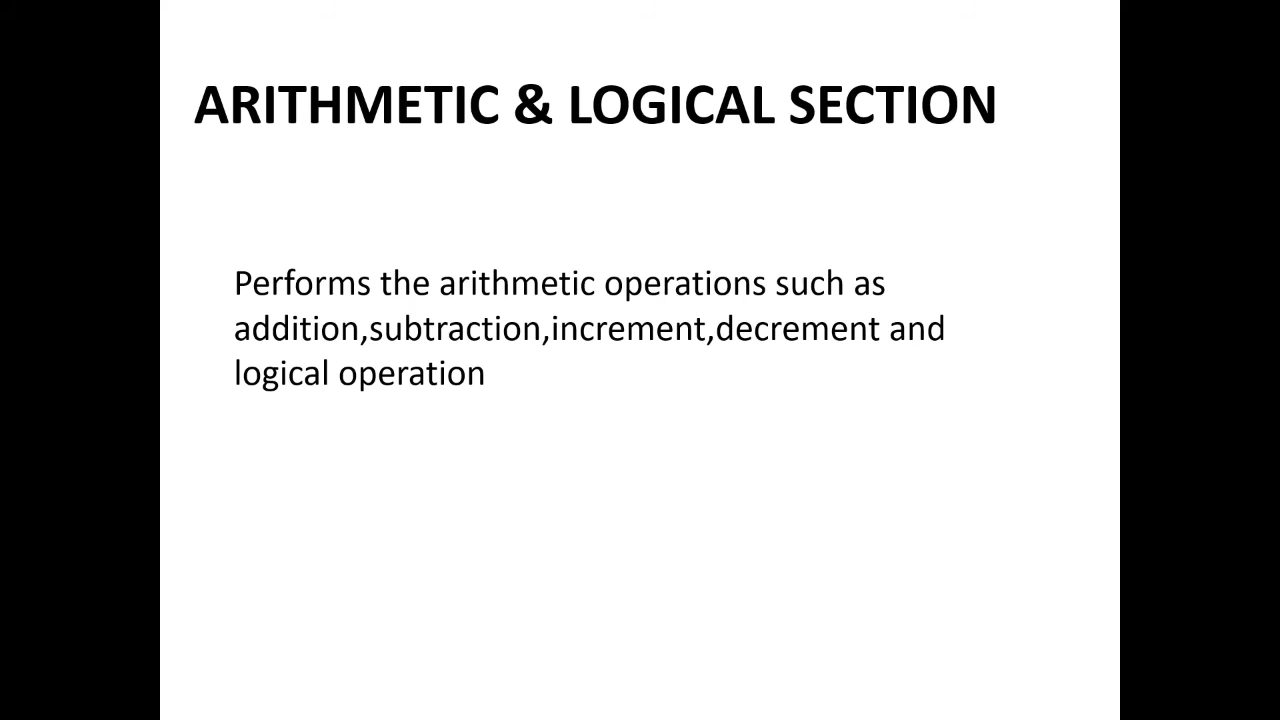 ARITHMETIC & LOGICAL SECTION
Performs the arithmetic operations such as
addition,subtraction,increment,decrement and
logical operation